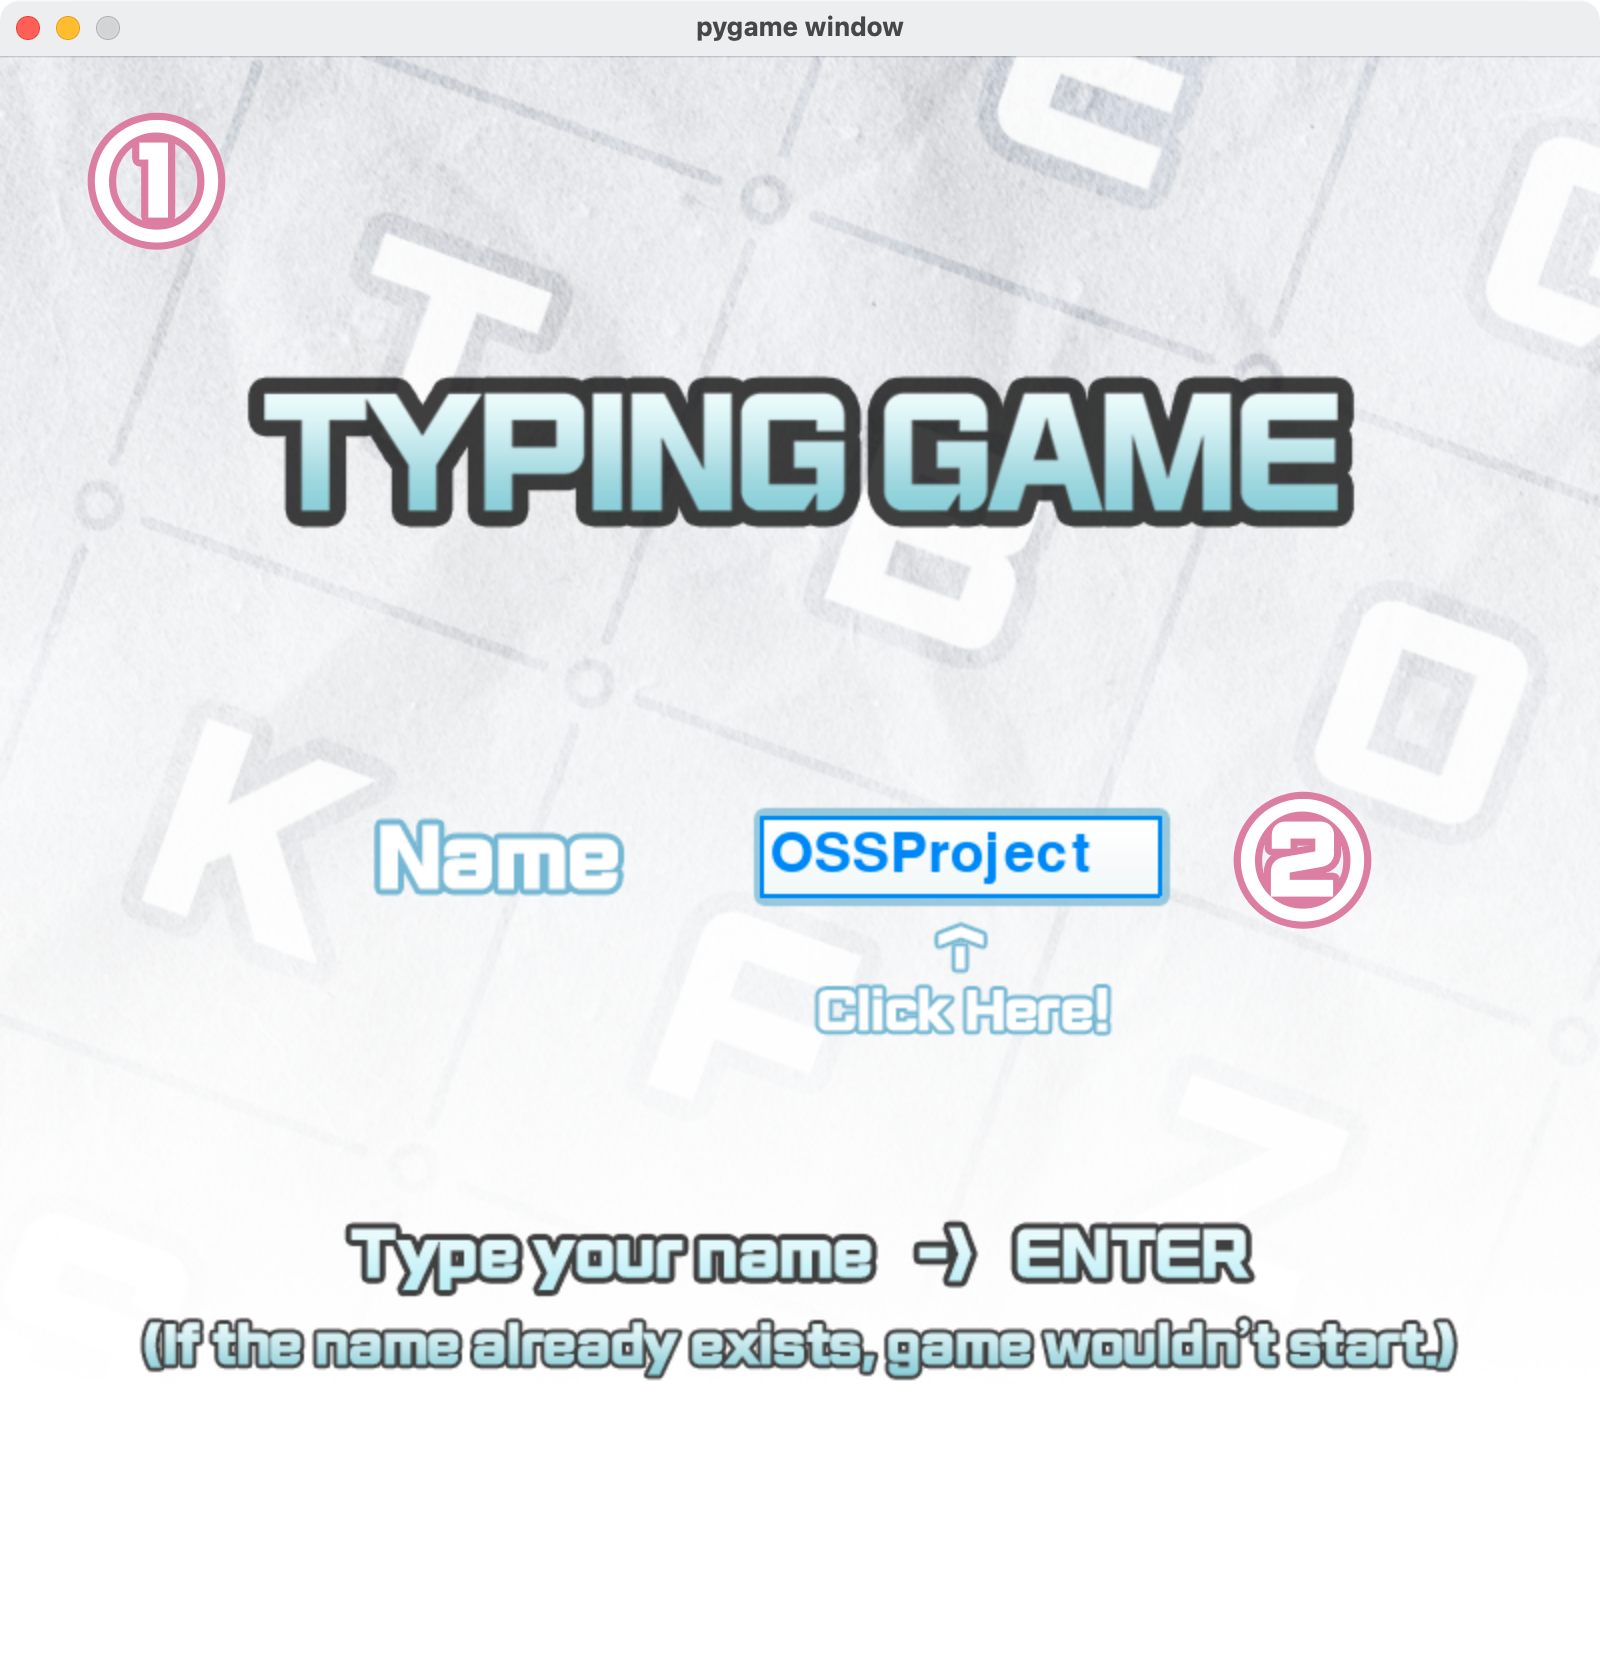 pygame window
①
E
C
T
TYPING GAME
B
O
K
Name OSSProject ②
F
Click Here!
Z
Type your name -> ENTER
(If the name already exists, game wouldn't start.)